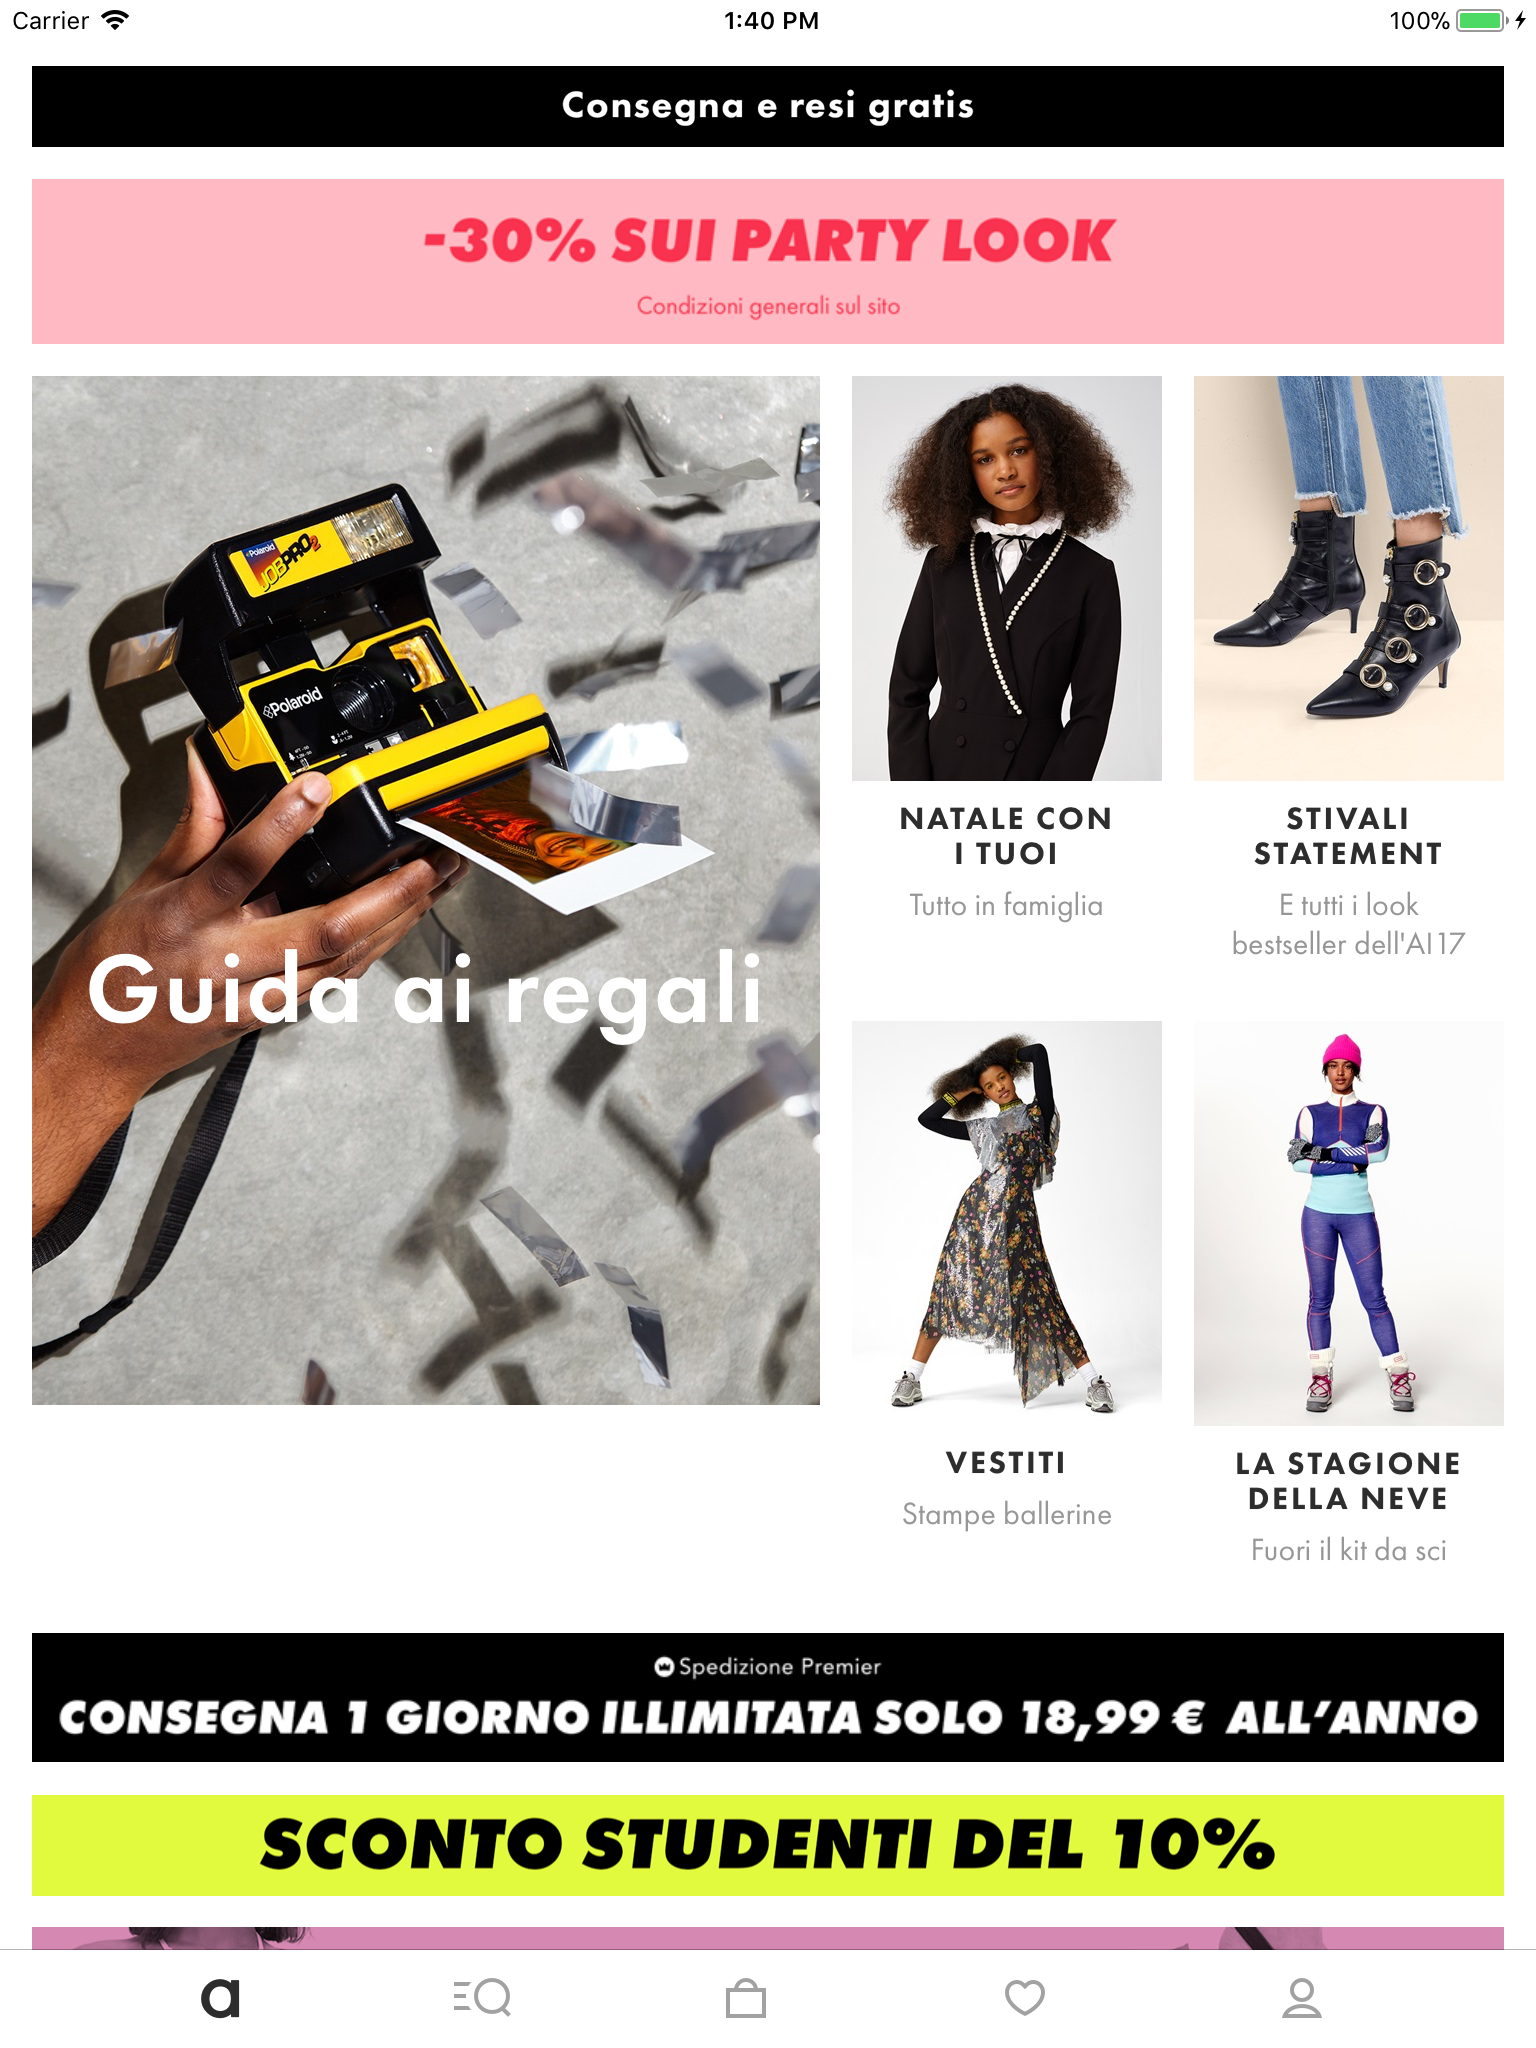 Carrier
1:40 PM
100%
Consegna e resi gratis
-30% SUI PARTY LOOK
Condizioni generali sul sito
Polaroid
JOBPRO2
Polaroid
Guida ai regali
NATALE CON
I TUOI
Tutto in famiglia
STIVALI
STATEMENT
E tutti i look
bestseller dell'AI17
VESTITI
Stampe ballerine
LA STAGIONE
DELLA NEVE
Fuori il kit da sci
Spedizione Premier
CONSEGNA 1 GIORNO ILLIMITATA SOLO 18,99 € ALL’ANNO
SCONTO STUDENTI DEL 10%
a